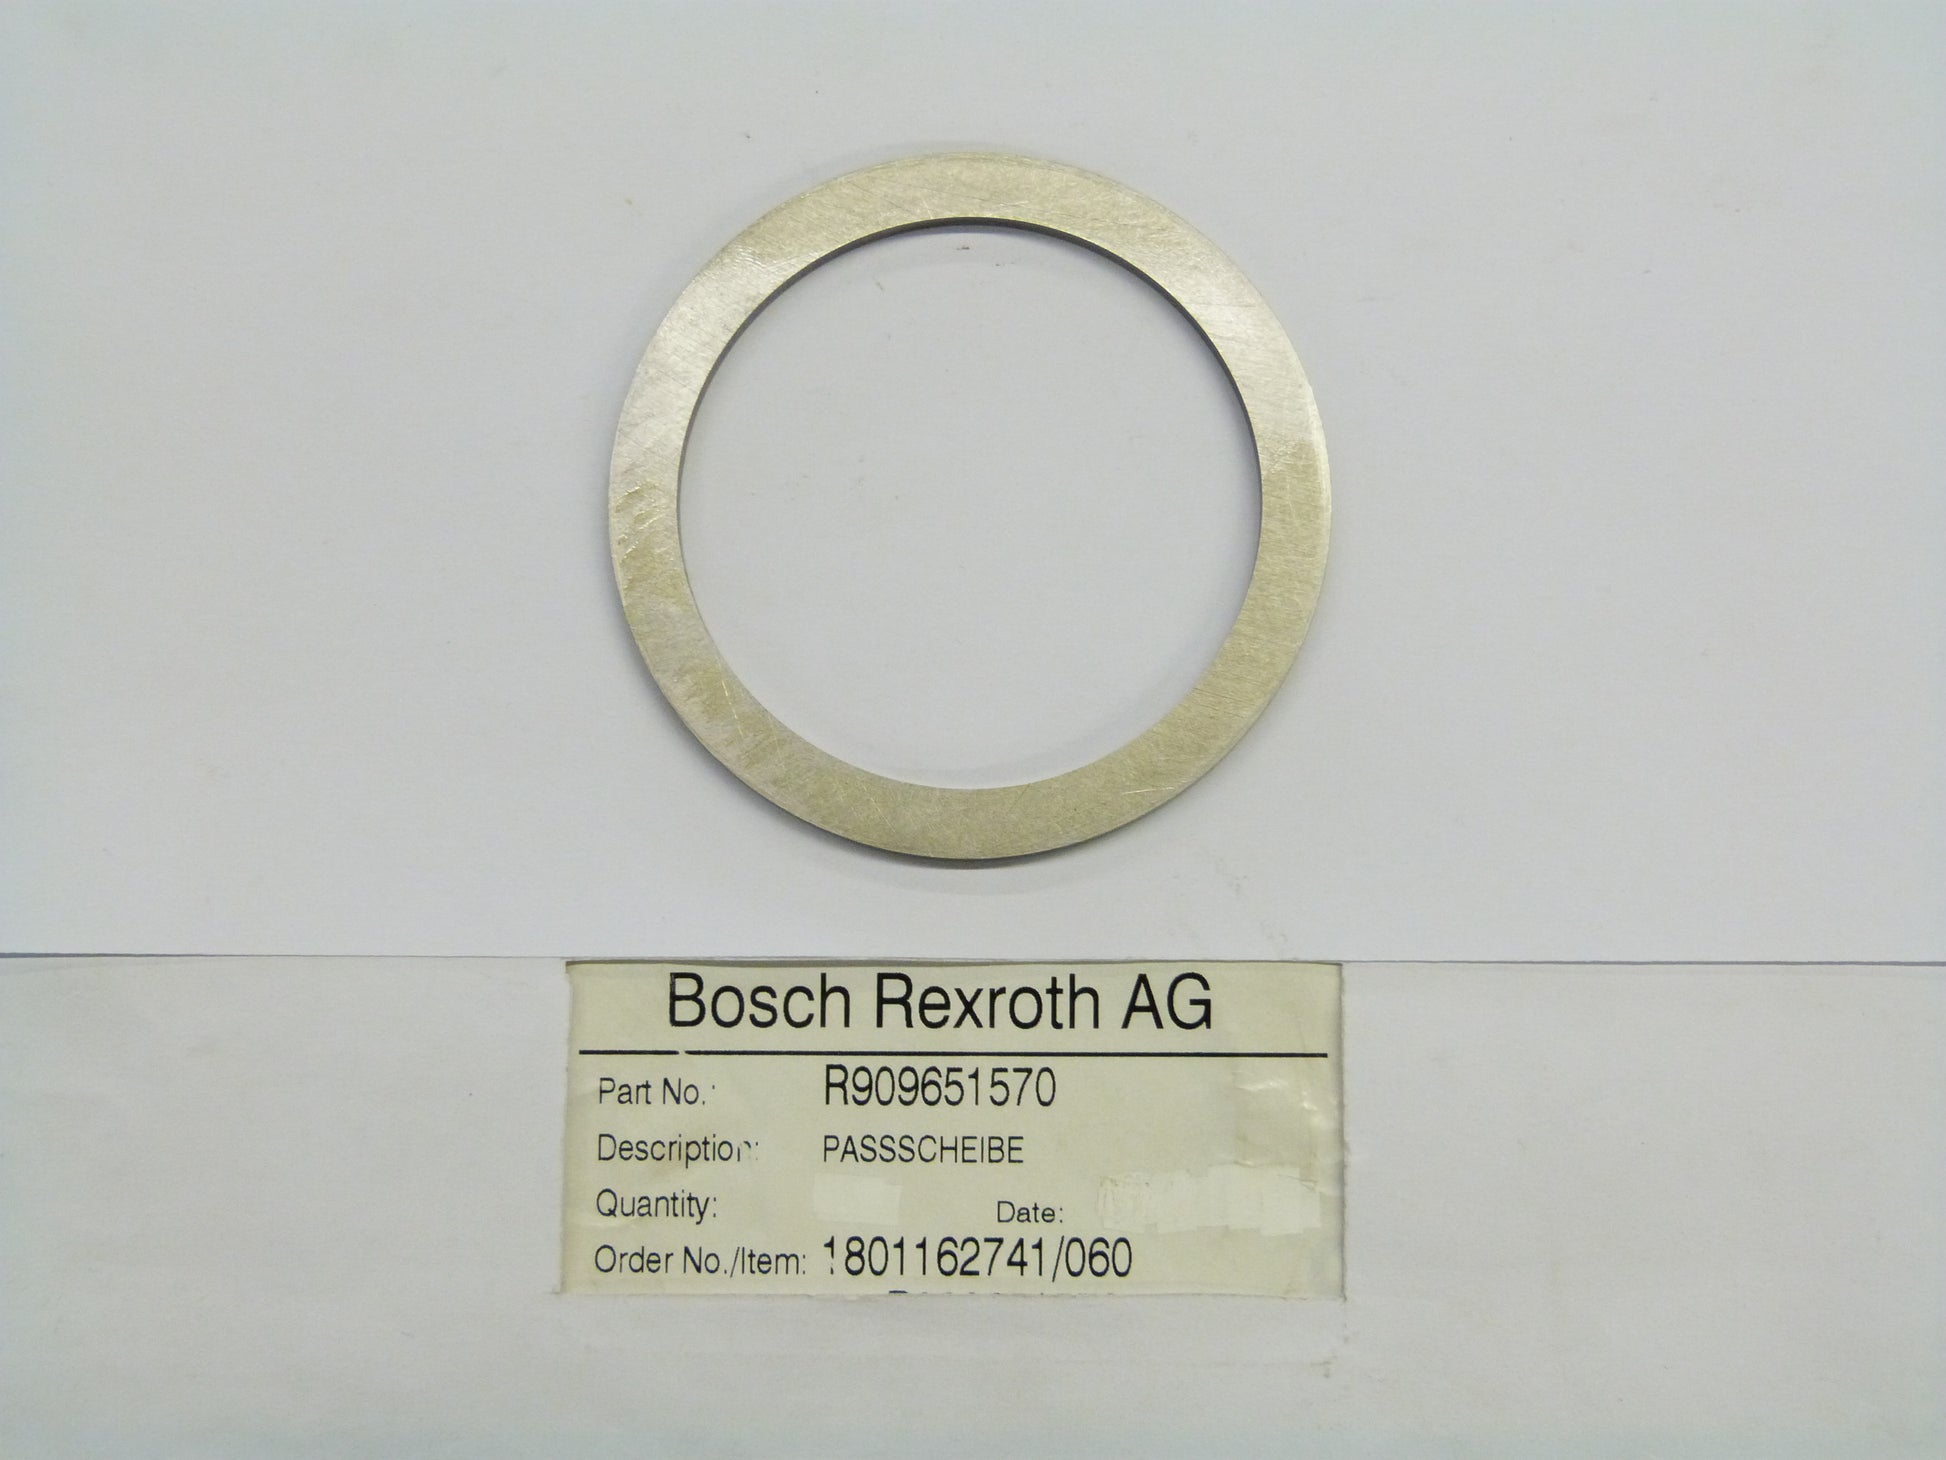 Bosch Rexroth AG
Part No.: R909651570
Description: PASSSCHEIBE
Quantity: Date:
Order No./Item: 1801162741/060